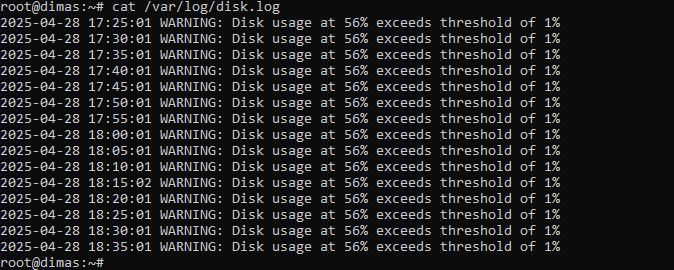 root@dimas:~# cat /var/log/disk.log
2025-04-28 17:25:01 WARNING: Disk usage at 56% exceeds threshold of 1%
2025-04-28 17:30:01 WARNING: Disk usage at 56% exceeds threshold of 1%
2025-04-28 17:35:01 WARNING: Disk usage at 56% exceeds threshold of 1%
2025-04-28 17:40:01 WARNING: Disk usage at 56% exceeds threshold of 1%
2025-04-28 17:45:01 WARNING: Disk usage at 56% exceeds threshold of 1%
2025-04-28 17:50:01 WARNING: Disk usage at 56% exceeds threshold of 1%
2025-04-28 17:55:01 WARNING: Disk usage at 56% exceeds threshold of 1%
2025-04-28 18:00:01 WARNING: Disk usage at 56% exceeds threshold of 1%
2025-04-28 18:05:01 WARNING: Disk usage at 56% exceeds threshold of 1%
2025-04-28 18:10:01 WARNING: Disk usage at 56% exceeds threshold of 1%
2025-04-28 18:15:02 WARNING: Disk usage at 56% exceeds threshold of 1%
2025-04-28 18:20:01 WARNING: Disk usage at 56% exceeds threshold of 1%
2025-04-28 18:25:01 WARNING: Disk usage at 56% exceeds threshold of 1%
2025-04-28 18:30:01 WARNING: Disk usage at 56% exceeds threshold of 1%
2025-04-28 18:35:01 WARNING: Disk usage at 56% exceeds threshold of 1%
root@dimas:~#